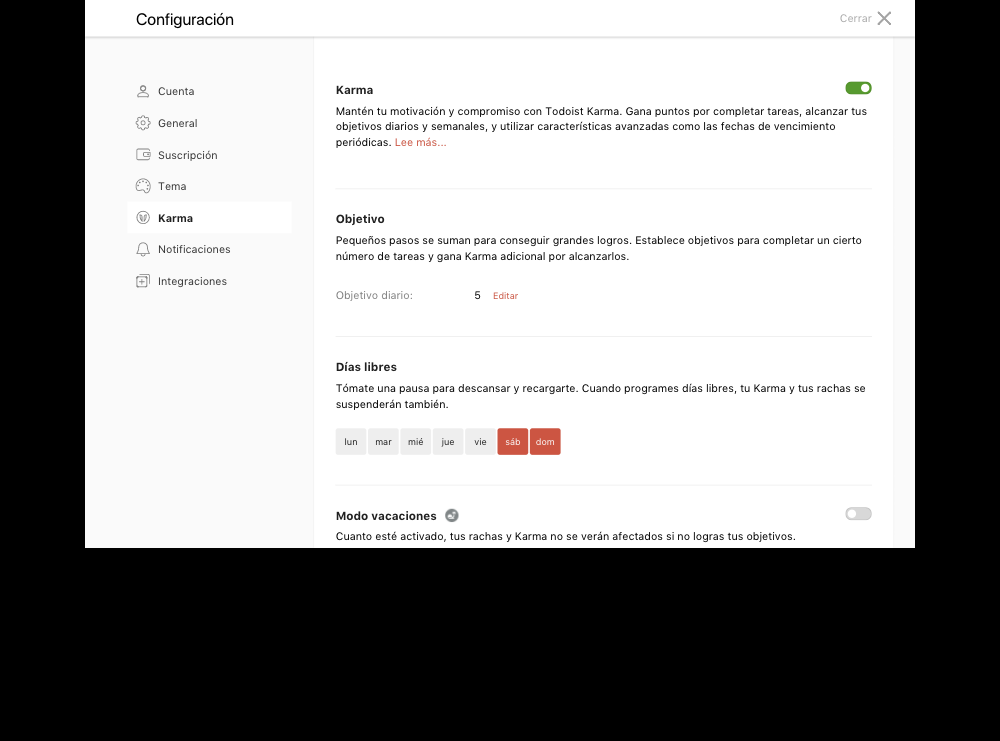 Configuración
Cerrar
Cuenta
General
Suscripción
Tema
Karma
Notificaciones
Integraciones
Karma
Mantén tu motivación y compromiso con Todoist Karma. Gana puntos por completar tareas, alcanzar tus
objetivos diarios y semanales, y utilizar características avanzadas como las fechas de vencimiento
periódicas. Lee más...
Objetivo
Pequeños pasos se suman para conseguir grandes logros. Establece objetivos para completar un cierto
número de tareas y gana Karma adicional por alcanzarlos.
Objetivo diario: 5 Editar
Días libres
Tómate una pausa para descansar y recargarte. Cuando programes días libres, tu Karma y tus rachas se
suspenderán también.
lun mar mié jue vie sáb dom
Modo vacaciones
Cuanto esté activado, tus rachas y Karma no se verán afectados si no logras tus objetivos.